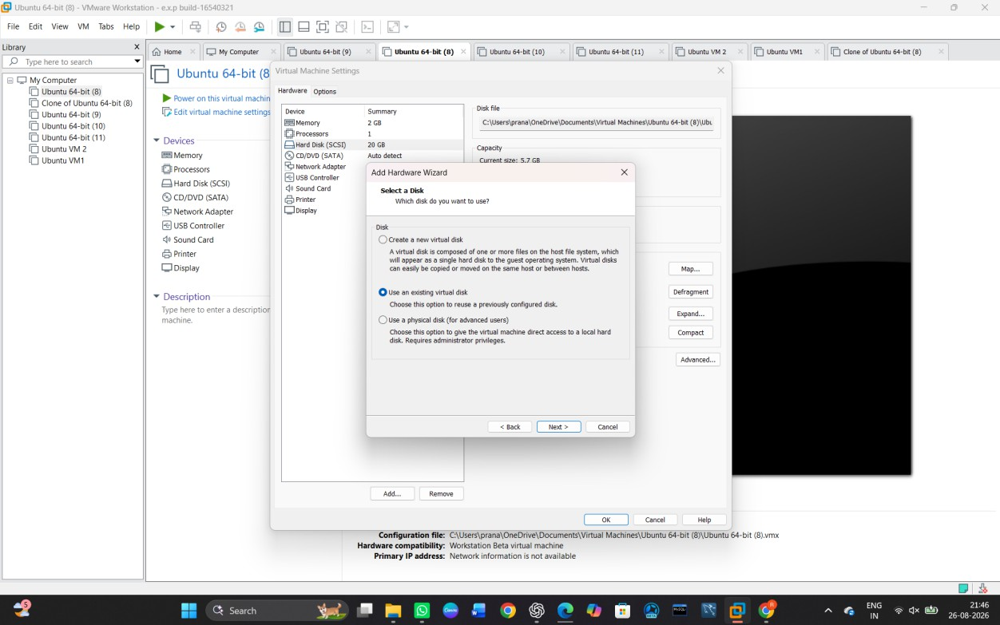 Ubuntu 64-bit (8) - VMware Workstation - e.x.p build-16540321
File Edit View VM Tabs Help
Library
Type here to search
My Computer
Ubuntu 64-bit (8)
Clone of Ubuntu 64-bit (8)
Ubuntu 64-bit (9)
Ubuntu 64-bit (10)
Ubuntu 64-bit (11)
Ubuntu VM 2
Ubuntu VM1
Home My Computer Ubuntu 64-bit (9) Ubuntu 64-bit (8) Ubuntu 64-bit (10) Ubuntu 64-bit (11) Ubuntu VM 2 Ubuntu VM1 Clone of Ubuntu 64-bit (8)
Ubuntu 64-bit (8
Power on this virtual machin
Edit virtual machine settings
Devices
Memory
Processors
Hard Disk (SCSI)
CD/DVD (SATA)
Network Adapter
USB Controller
Sound Card
Printer
Display
Description
Type here to enter a description
machine.
Virtual Machine Settings
Hardware Options
Device Summary
Memory 2 GB
Processors 1
Hard Disk (SCSI) 20 GB
CD/DVD (SATA) Auto detect
Network Adapter
USB Controller
Sound Card
Printer
Display
Add... Remove
Disk file
C:\Users\prana\OneDrive\Documents\Virtual Machines\Ubuntu 64-bit (8)\Ubu
Capacity
Current size: 5.7 GB
Map...
Defragment
Expand...
Compact
Advanced...
OK Cancel Help
Add Hardware Wizard
Select a Disk
Which disk do you want to use?
Disk
Create a new virtual disk
A virtual disk is composed of one or more files on the host file system, which
will appear as a single hard disk to the guest operating system. Virtual disks
can easily be copied or moved on the same host or between hosts.
Use an existing virtual disk
Choose this option to reuse a previously configured disk.
Use a physical disk (for advanced users)
Choose this option to give the virtual machine direct access to a local hard
disk. Requires administrator privileges.
< Back Next > Cancel
Configuration file: C:\Users\prana\OneDrive\Documents\Virtual Machines\Ubuntu 64-bit (8)\Ubuntu 64-bit (8).vmx
Hardware compatibility: Workstation Beta virtual machine
Primary IP address: Network information is not available
5
Search
ENG
IN
21:46
26-08-2028